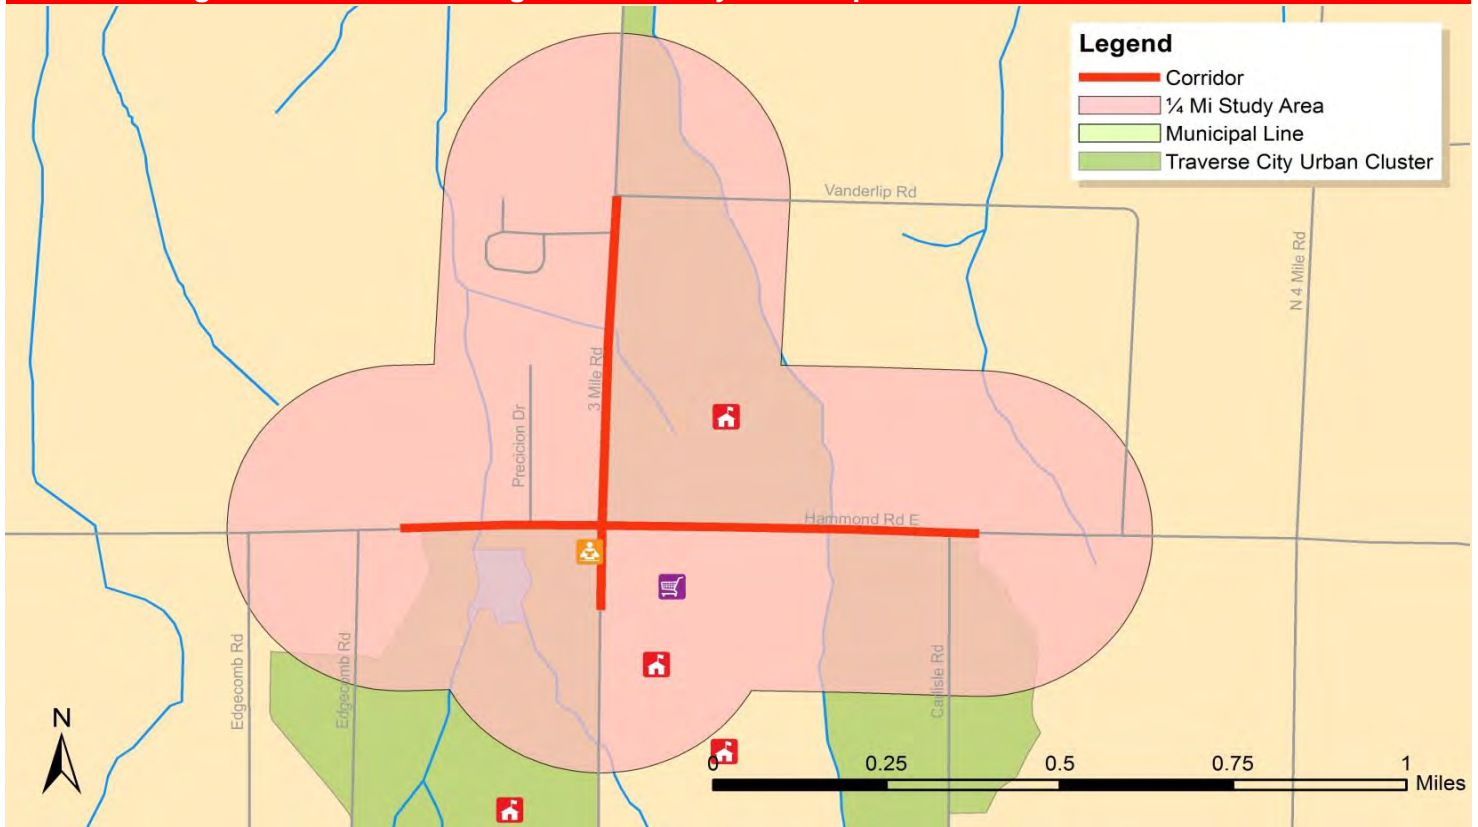 Legend
Corridor
¼ Mi Study Area
Municipal Line
Traverse City Urban Cluster
Vanderlip Rd
N 4 Mile Rd
3 Mile Rd
Precicion Dr
Hammond Rd E
Edgecomb Rd
Edgecomb Rd
Carlisle Rd
N
0 0.25 0.5 0.75 1
Miles